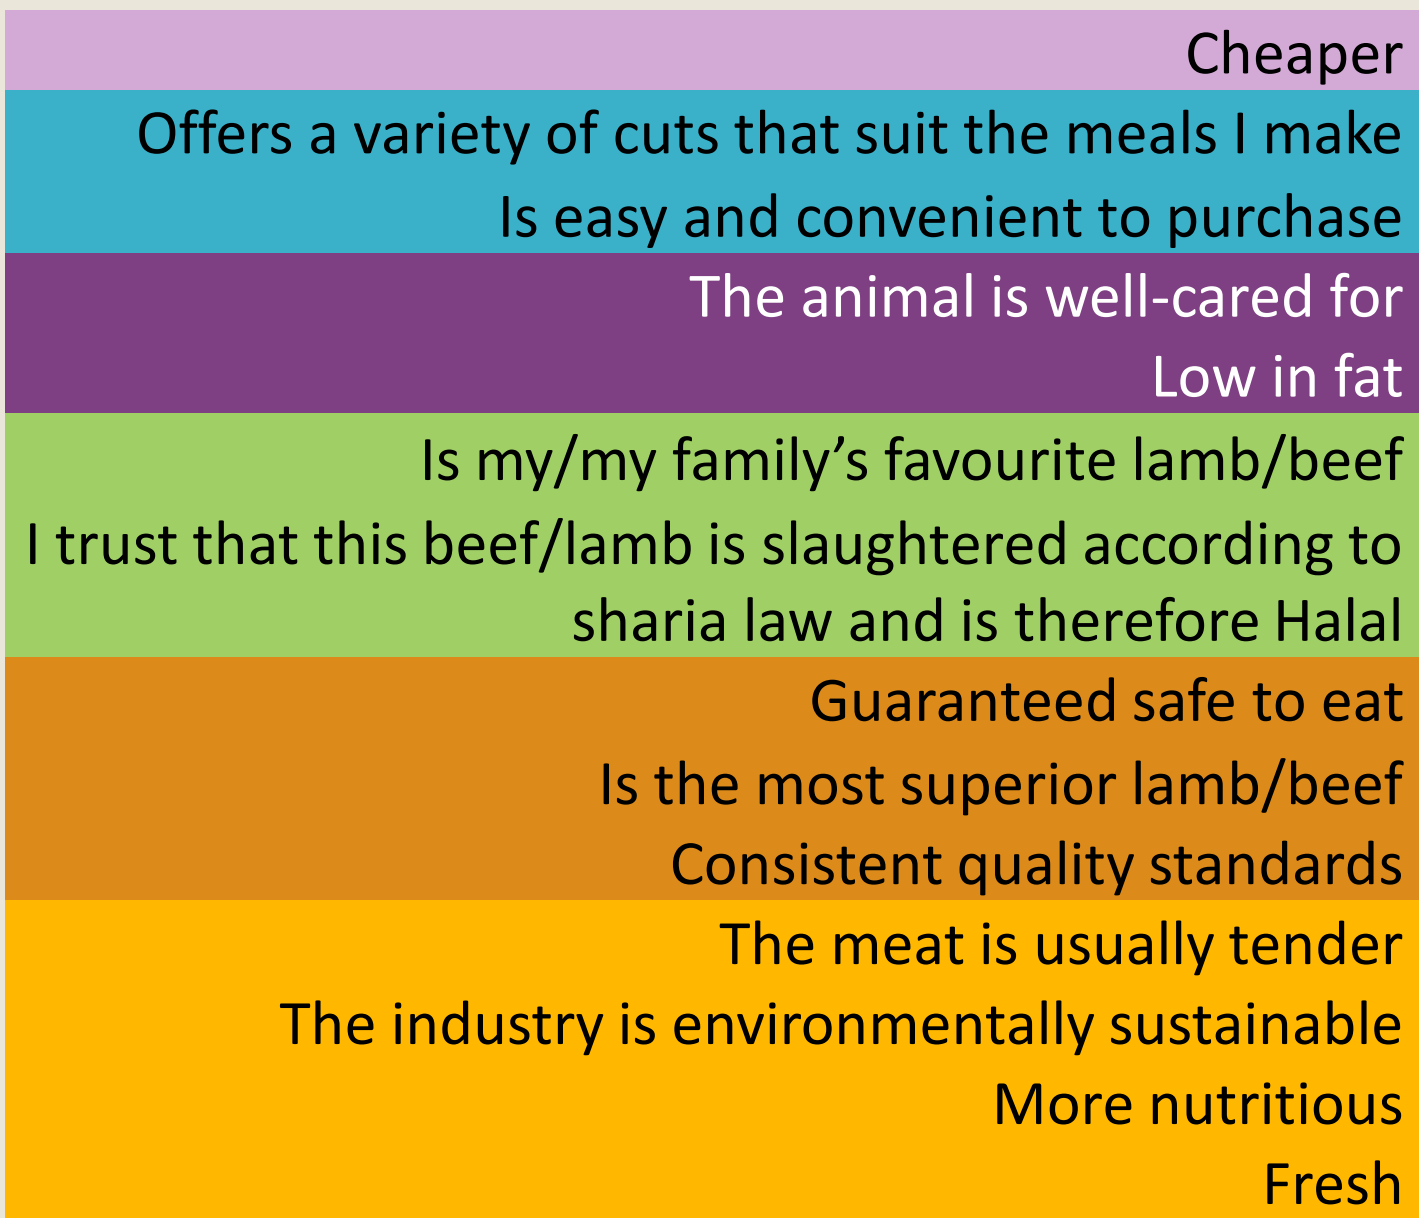 Cheaper
Offers a variety of cuts that suit the meals I make
Is easy and convenient to purchase
The animal is well-cared for
Low in fat
Is my/my family’s favourite lamb/beef
I trust that this beef/lamb is slaughtered according to
sharia law and is therefore Halal
Guaranteed safe to eat
Is the most superior lamb/beef
Consistent quality standards
The meat is usually tender
The industry is environmentally sustainable
More nutritious
Fresh